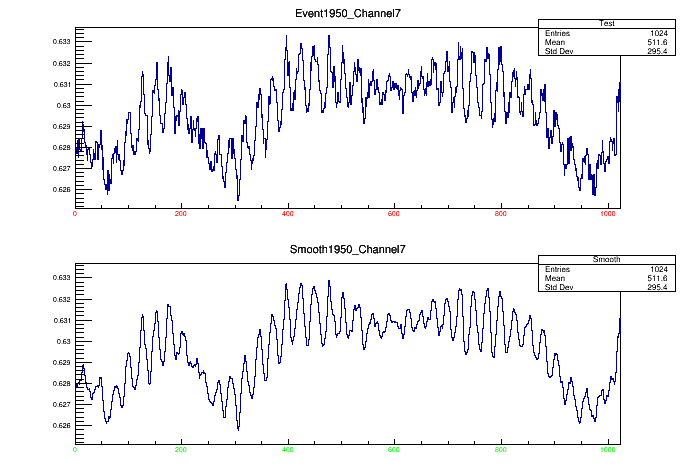 Event1950_Channel7
Test
Entries 1024
Mean 511.6
Std Dev 295.4
0.633
0.632
0.631
0.63
0.629
0.628
0.627
0.626
0 200 400 600 800 1000
Smooth1950_Channel7
Smooth
Entries 1024
Mean 511.6
Std Dev 295.4
0.633
0.632
0.631
0.63
0.629
0.628
0.627
0.626
0 200 400 600 800 1000